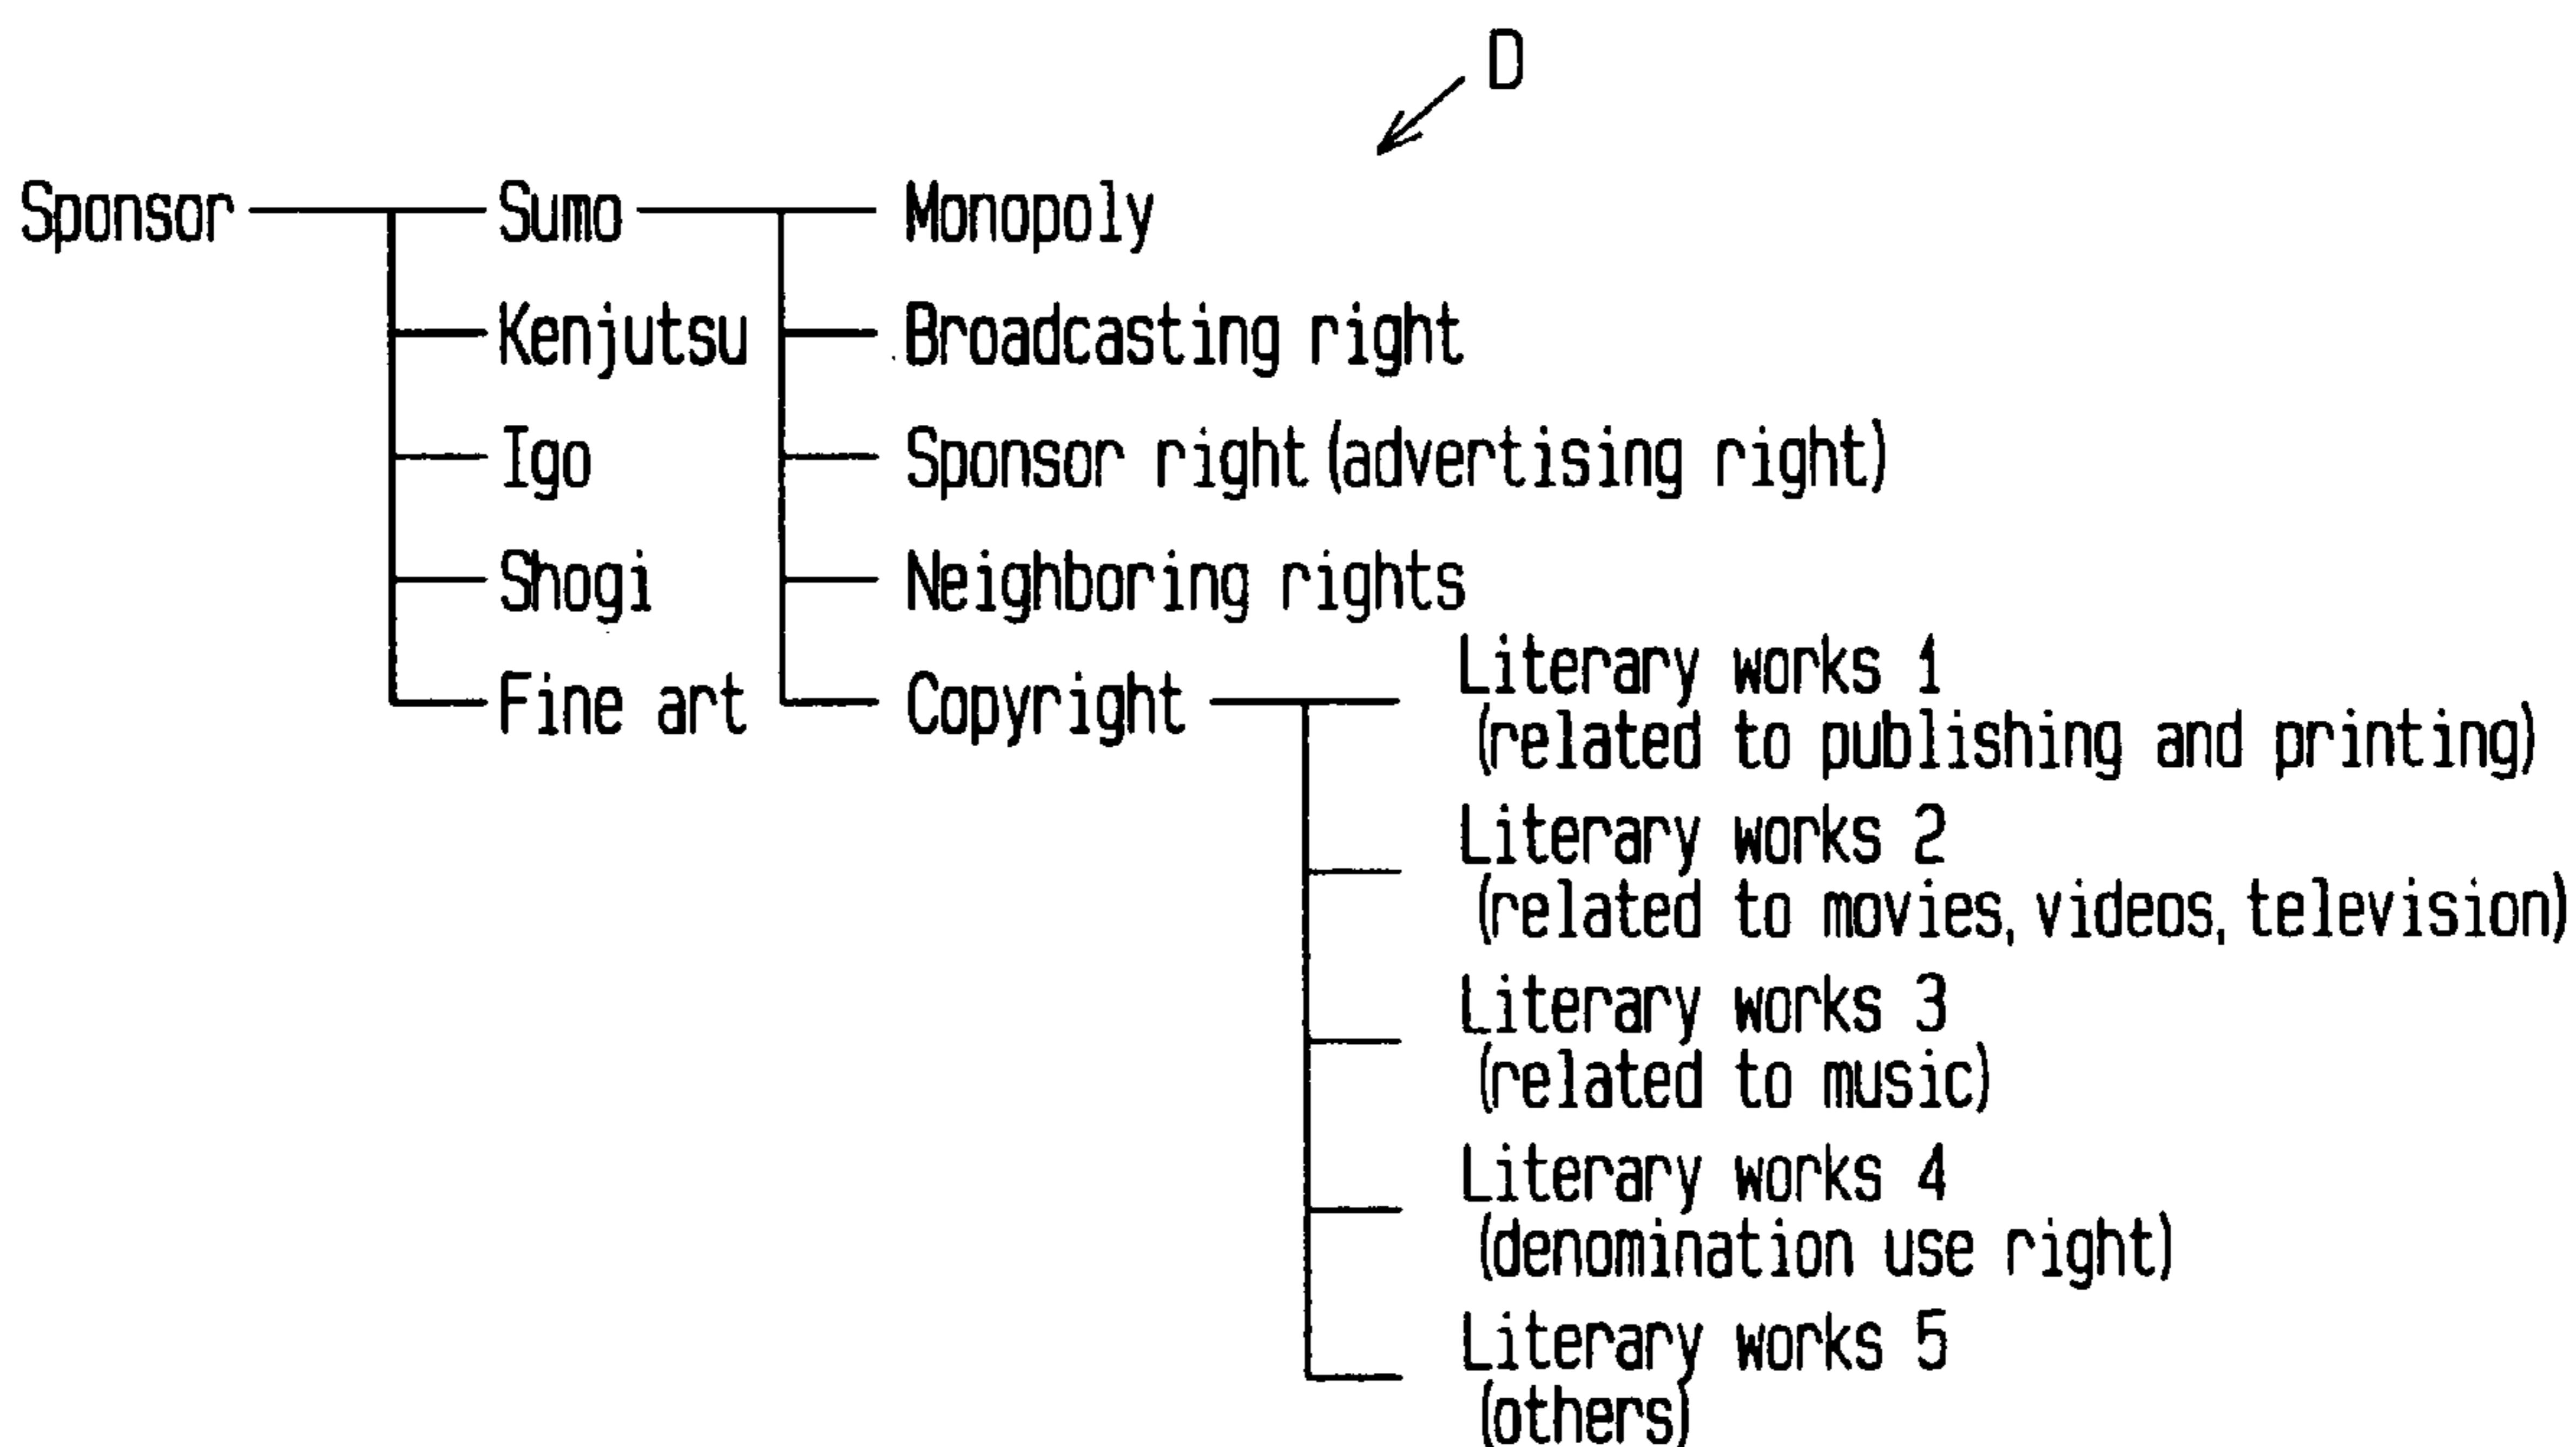 D
Sponsor Sumo Monopoly
Kenjutsu Broadcasting right
Igo Sponsor right (advertising right)
Shogi Neighboring rights
Fine art Copyright Literary works 1
(related to publishing and printing)
Literary works 2
(related to movies, videos, television)
Literary works 3
(related to music)
Literary works 4
(denomination use right)
Literary works 5
(others)